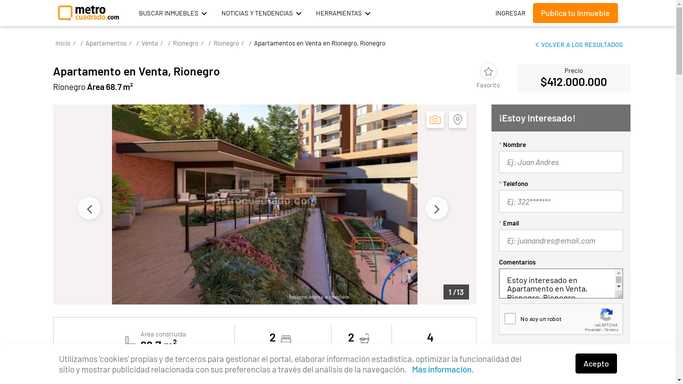 metro
cuadrado.com
BUSCAR INMUEBLES
NOTICIAS Y TENDENCIAS
HERRAMIENTAS
INGRESAR
Publica tu Inmueble
Inicio / / Apartamentos / / Venta / / Rionegro / / Rionegro / / Apartamentos en Venta en Rionegro, Rionegro
VOLVER A LOS RESULTADOS
Apartamento en Venta, Rionegro
Rionegro Area 68.7 m²
Favorito
Precio
$412.000.000
metrocuadrado.com
1 /13
¡Estoy Interesado!
* Nombre
Ej: Juan Andres
* Telefono
Ej: 322*******
* Email
Ej: juanandres@email.com
Comentarios
Estoy interesado en
Apartamento en Venta,
Rionegro, Rionegro
No soy un robot
reCAPTCHA
Privacidad - Términos
Área construida
2
2
4
Utilizamos 'cookies' propias y de terceros para gestionar el portal, elaborar información estadística, optimizar la funcionalidad del
sitio y mostrar publicidad relacionada con sus preferencias a través del análisis de la navegación. Más información.
Acepto